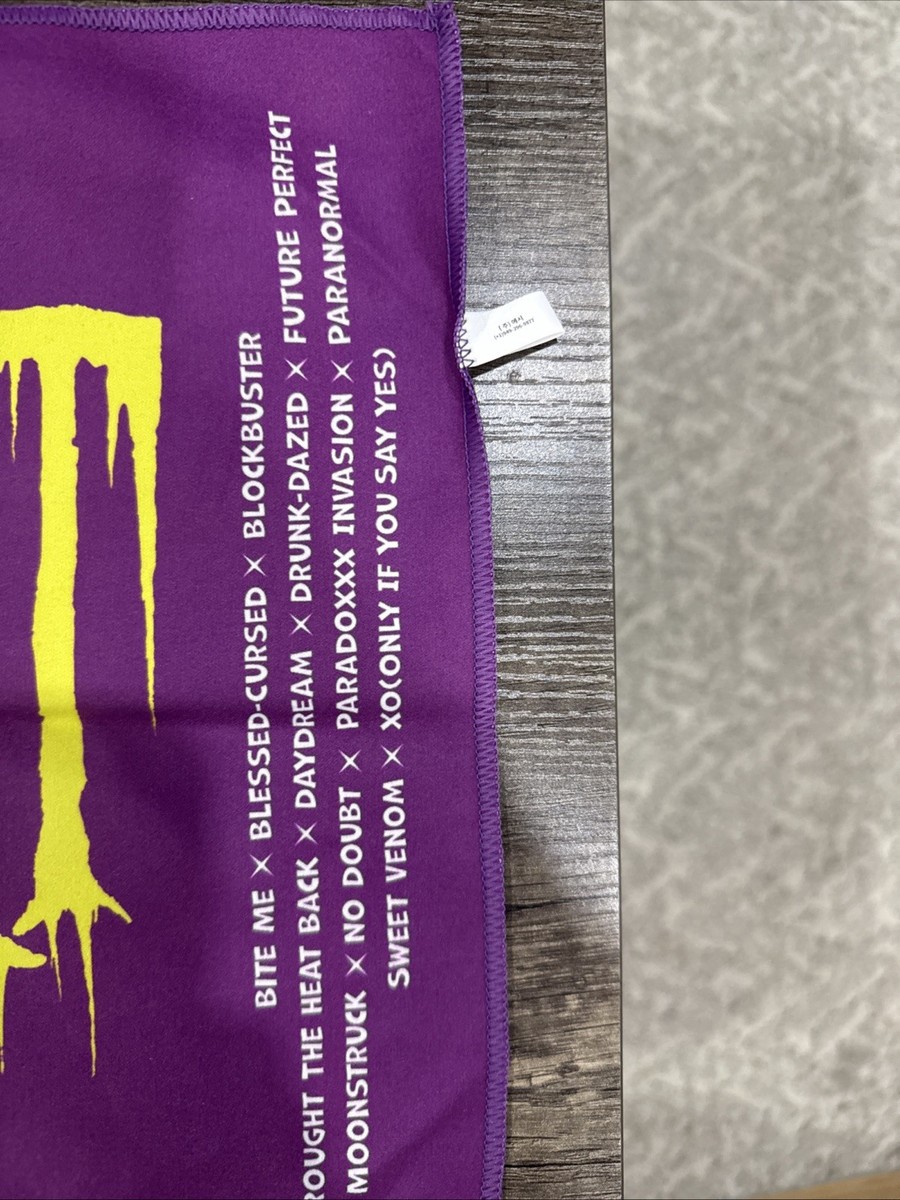 BITE ME × BLESSED-CURSED × BLOCKBUSTER
ROUGHT THE HEAT BACK × DAYDREAM × DRUNK-DAZED × FUTURE PERFECT
MOONSTRUCK × NO DOUBT × PARADOXXX INVASION × PARANORMAL
SWEET VENOM × XO(ONLY IF YOU SAY YES)